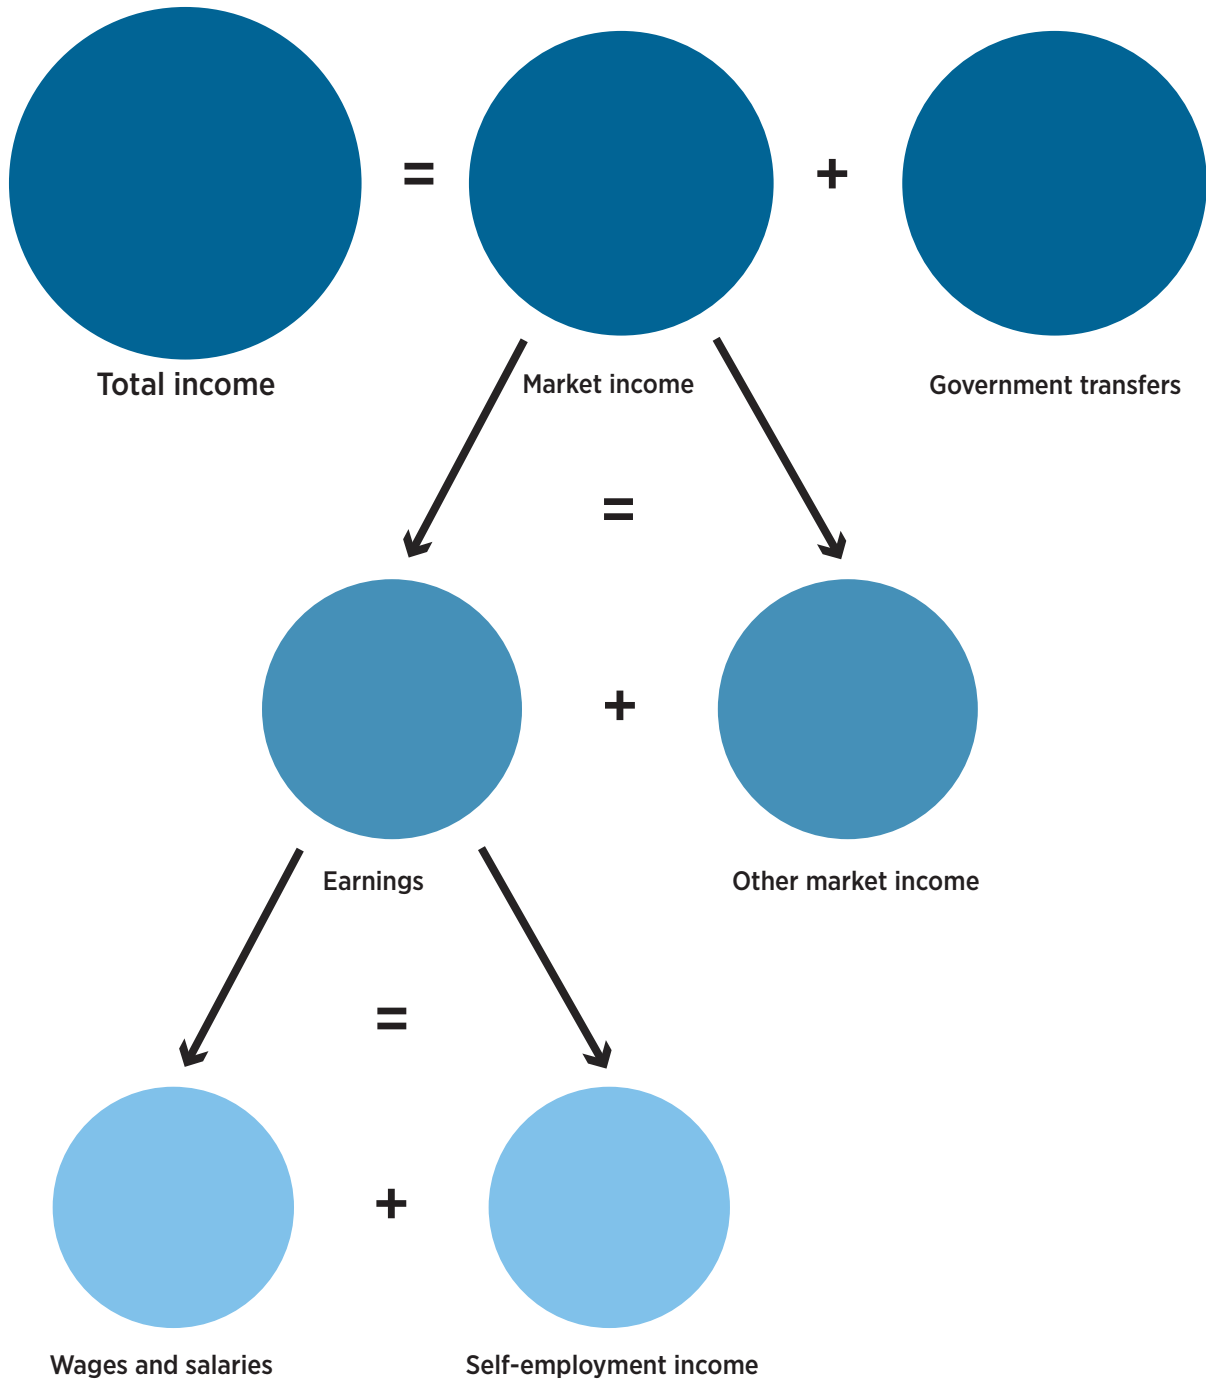 =
+
Total income
Market income
Government transfers
=
+
Earnings
Other market income
=
+
Wages and salaries
Self-employment income